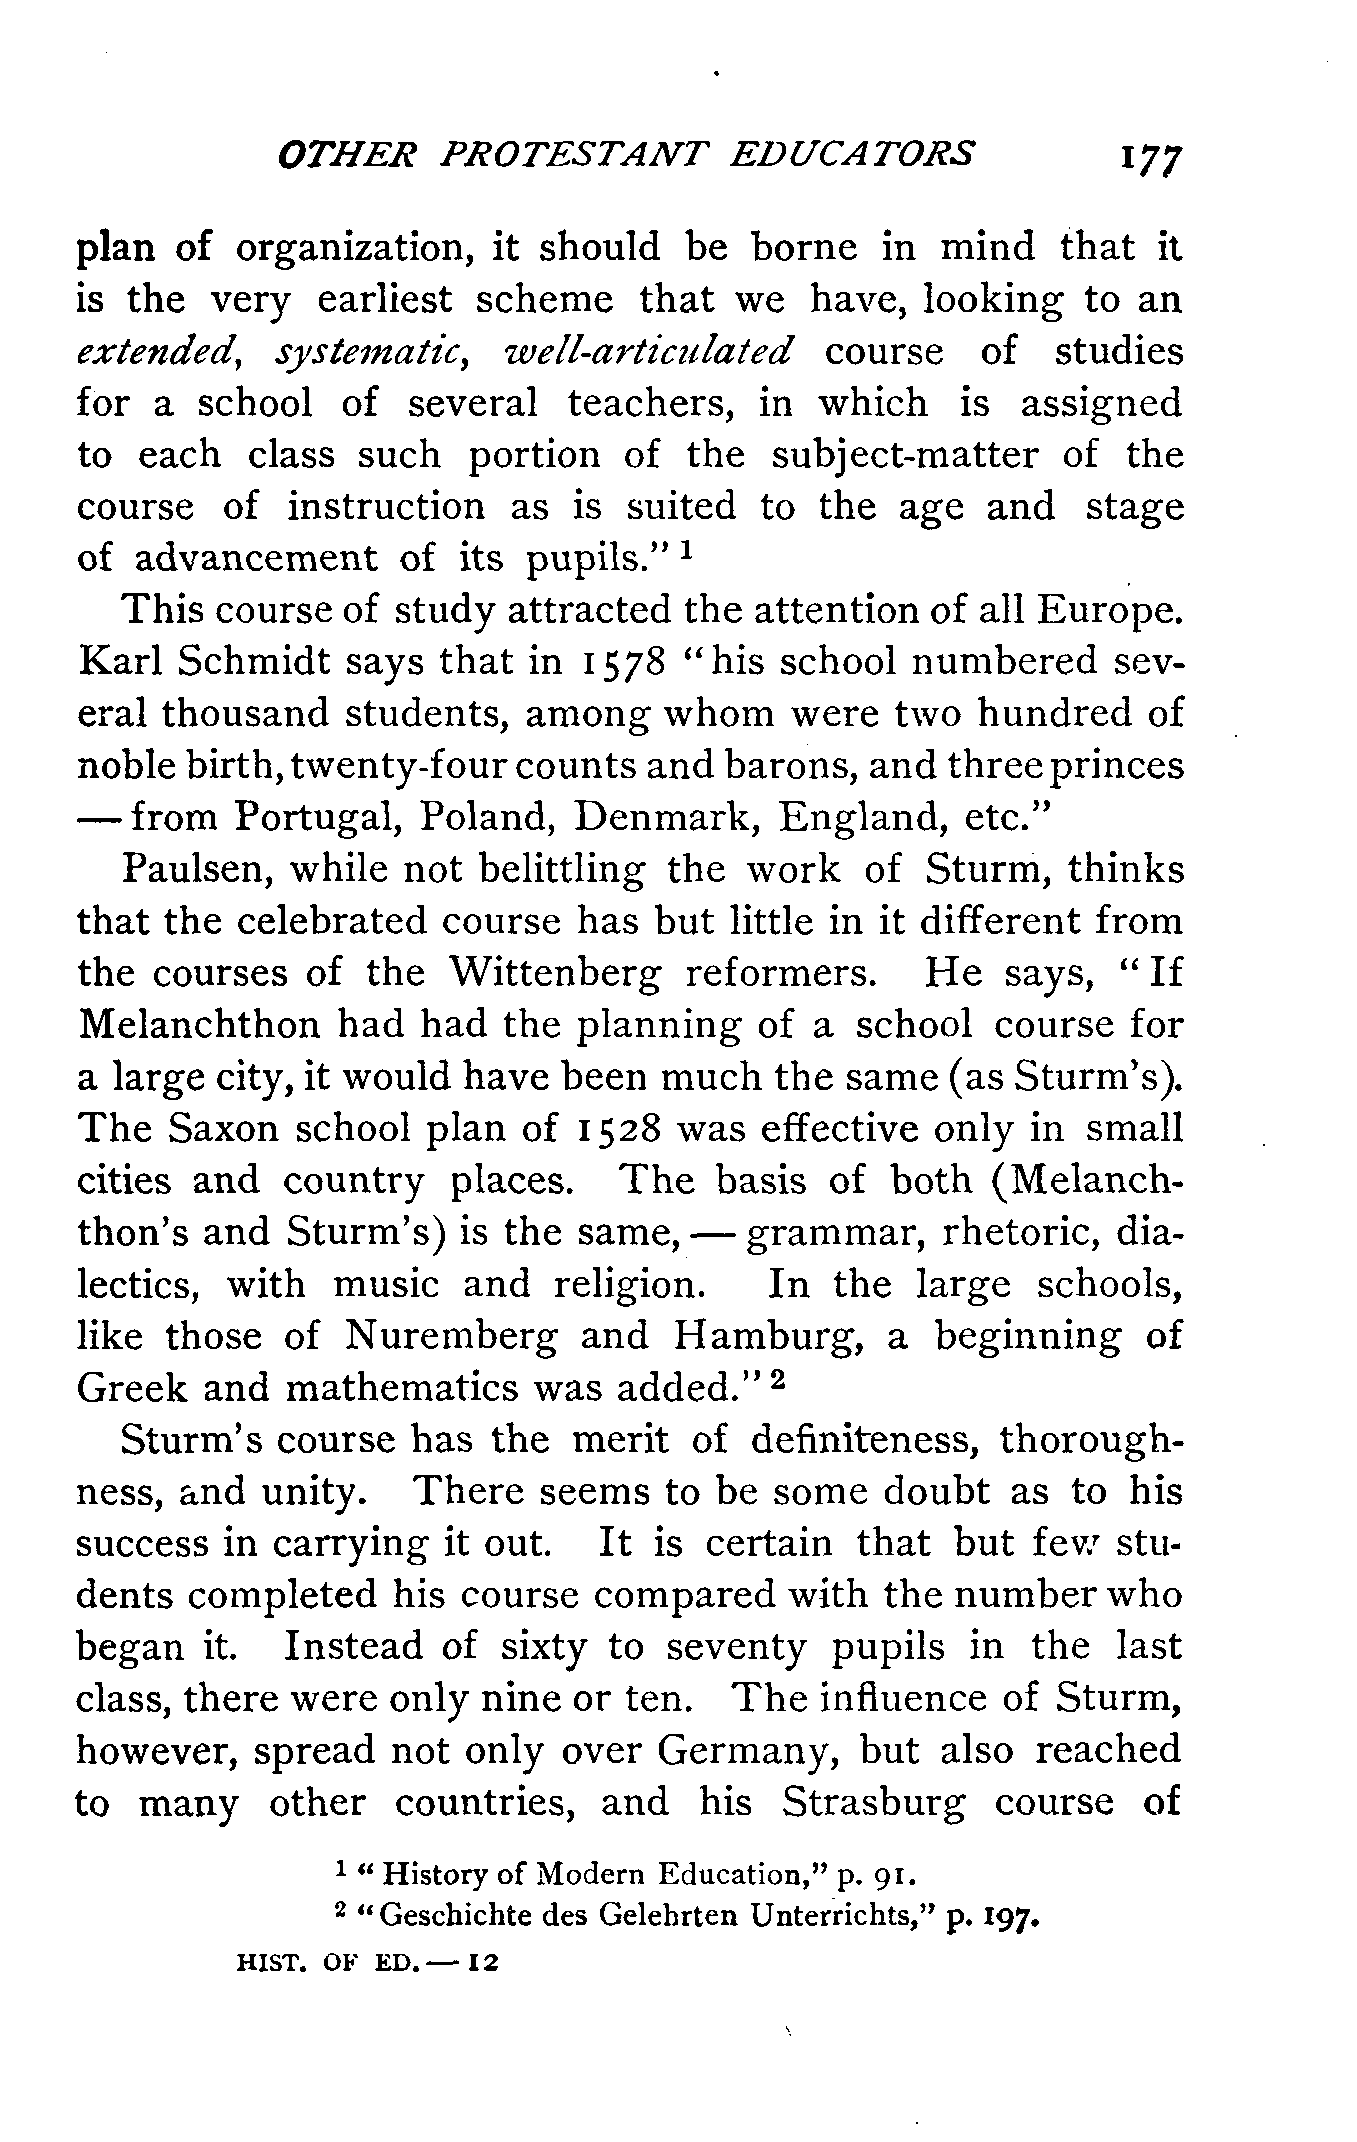 OTHER PROTESTANT EDUCATORS 177
plan of organization, it should be borne in mind that it
is the very earliest scheme that we have, looking to an
extended, systematic, well-articulated course of studies
for a school of several teachers, in which is assigned
to each class such portion of the subject-matter of the
course of instruction as is suited to the age and stage
of advancement of its pupils." 1
This course of study attracted the attention of all Europe.
Karl Schmidt says that in 1578 "his school numbered sev-
eral thousand students, among whom were two hundred of
noble birth, twenty-four counts and barons, and three princes
— from Portugal, Poland, Denmark, England, etc."
Paulsen, while not belittling the work of Sturm, thinks
that the celebrated course has but little in it different from
the courses of the Wittenberg reformers. He says, "If
Melanchthon had had the planning of a school course for
a large city, it would have been much the same (as Sturm's).
The Saxon school plan of 1528 was effective only in small
cities and country places. The basis of both (Melanch-
thon's and Sturm's) is the same, — grammar, rhetoric, dia-
lectics, with music and religion. In the large schools,
like those of Nuremberg and Hamburg, a beginning of
Greek and mathematics was added." 2
Sturm's course has the merit of definiteness, thorough-
ness, and unity. There seems to be some doubt as to his
success in carrying it out. It is certain that but few stu-
dents completed his course compared with the number who
began it. Instead of sixty to seventy pupils in the last
class, there were only nine or ten. The influence of Sturm,
however, spread not only over Germany, but also reached
to many other countries, and his Strasburg course of
1 "History of Modern Education," p. 91.
2 "Geschichte des Gelehrten Unterrichts," p. 197.
HIST. OF ED. — 12